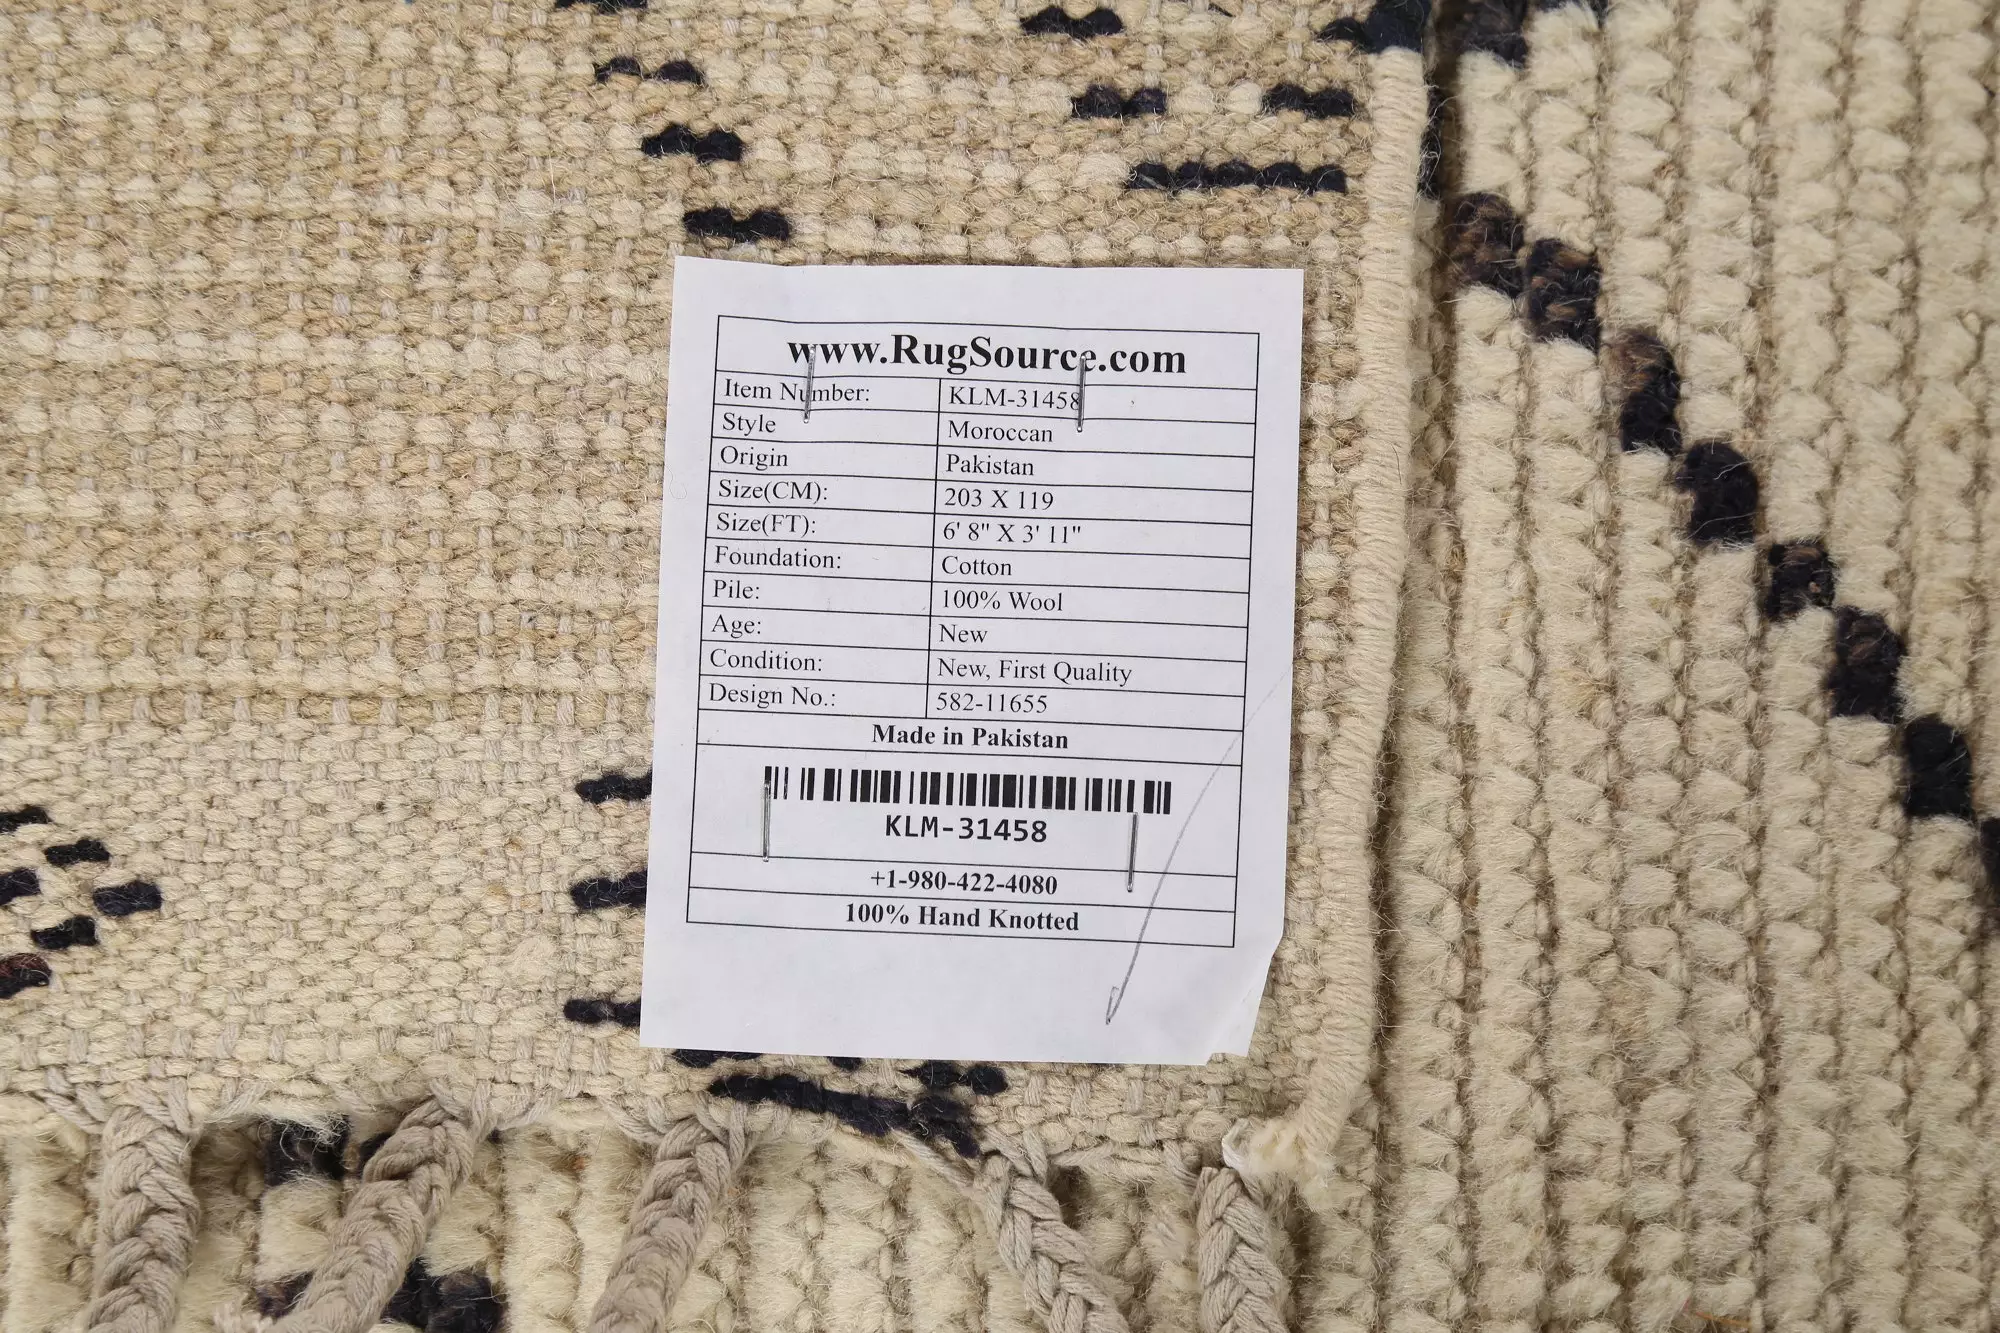 www.RugSource.com
Item Number: KLM-31458
Style Moroccan
Origin Pakistan
Size(CM): 203 X 119
Size(FT): 6' 8" X 3' 11"
Foundation: Cotton
Pile: 100% Wool
Age: New
Condition: New, First Quality
Design No.: 582-11655
Made in Pakistan
KLM-31458
+1-980-422-4080
100% Hand Knotted